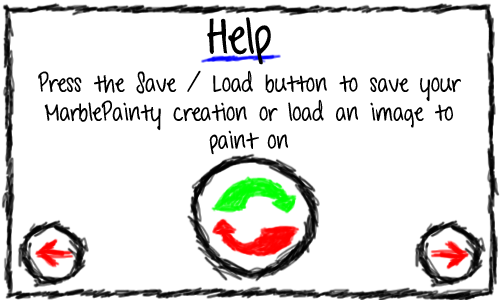 Help
Press the Save / Load button to save your
MarblePainty creation or load an image to
paint on